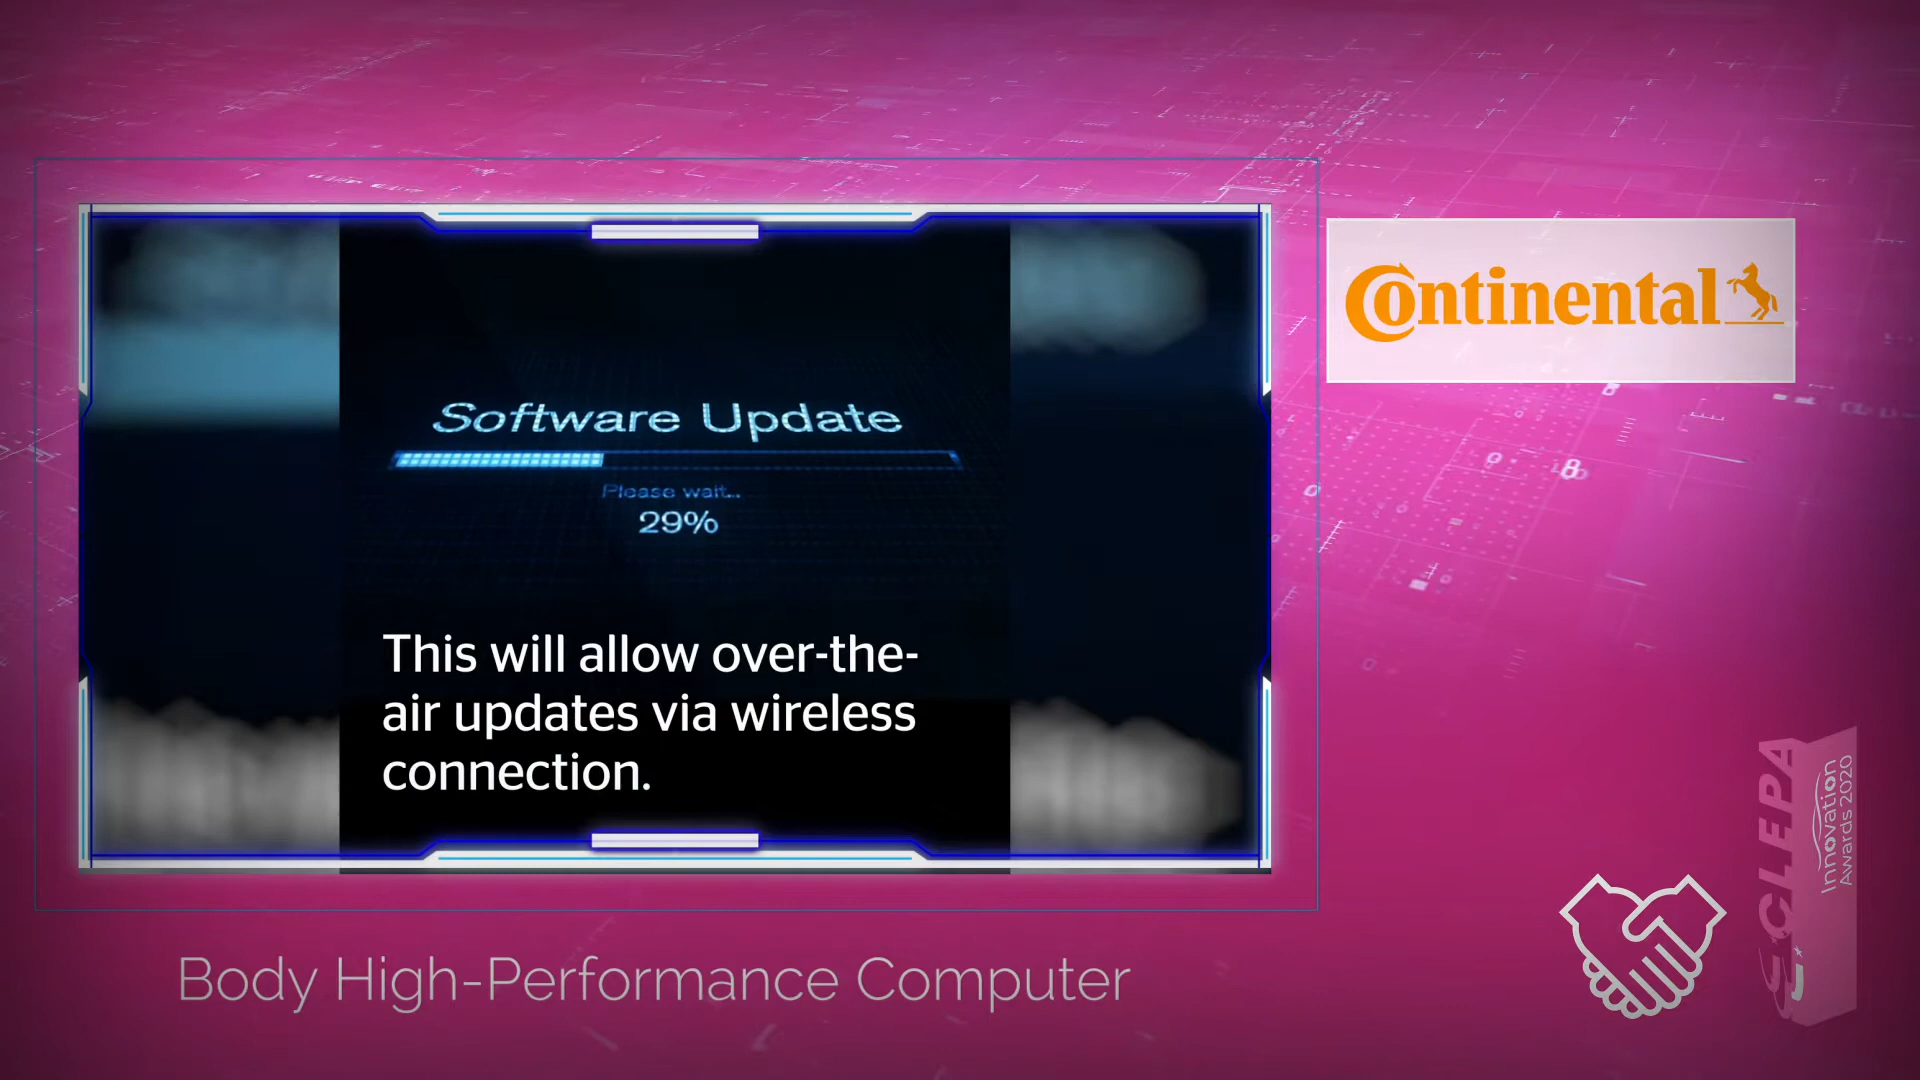 Continental
Software Update
Please wait...
29%
This will allow over-the-
air updates via wireless
connection.
Body High-Performance Computer
CLEPA
Innovation
Awards 2020